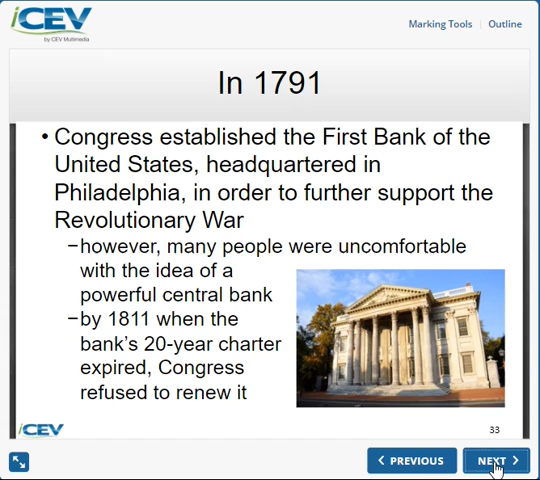 iCEV
by CEV Multimedia
Marking Tools | Outline
In 1791
• Congress established the First Bank of the
United States, headquartered in
Philadelphia, in order to further support the
Revolutionary War
−however, many people were uncomfortable
with the idea of a
powerful central bank
−by 1811 when the
bank's 20-year charter
expired, Congress
refused to renew it
iCEV
33
PREVIOUS
NEXT